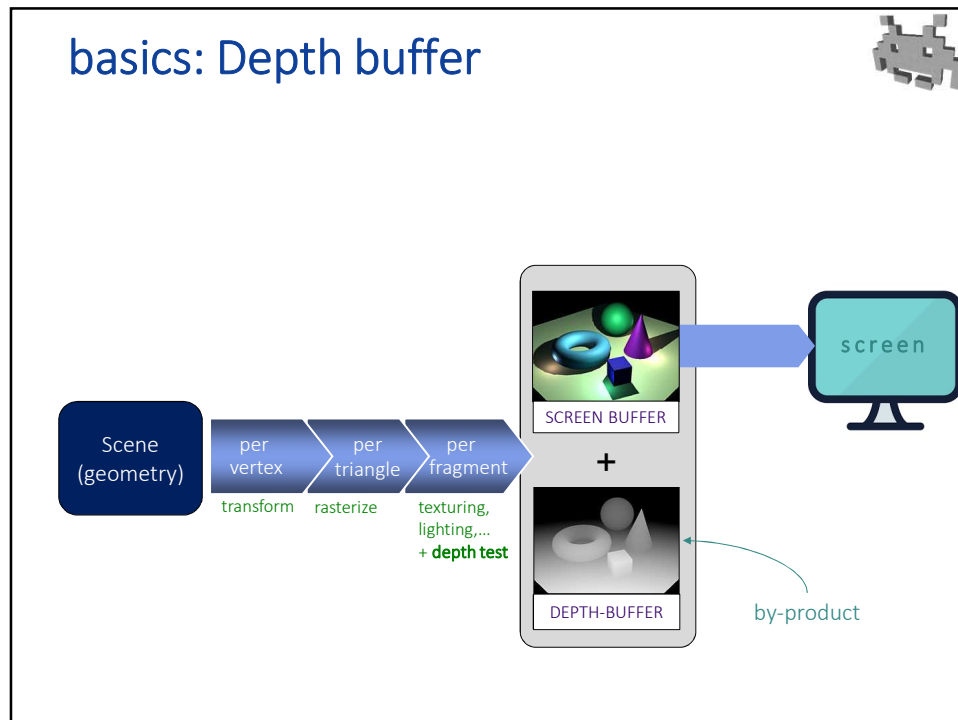 basics: Depth buffer
screen
SCREEN BUFFER
Scene
(geometry)
per
vertex
per
triangle
per
fragment
+
transform
rasterize
texturing,
lighting,...
+ depth test
DEPTH-BUFFER
by-product